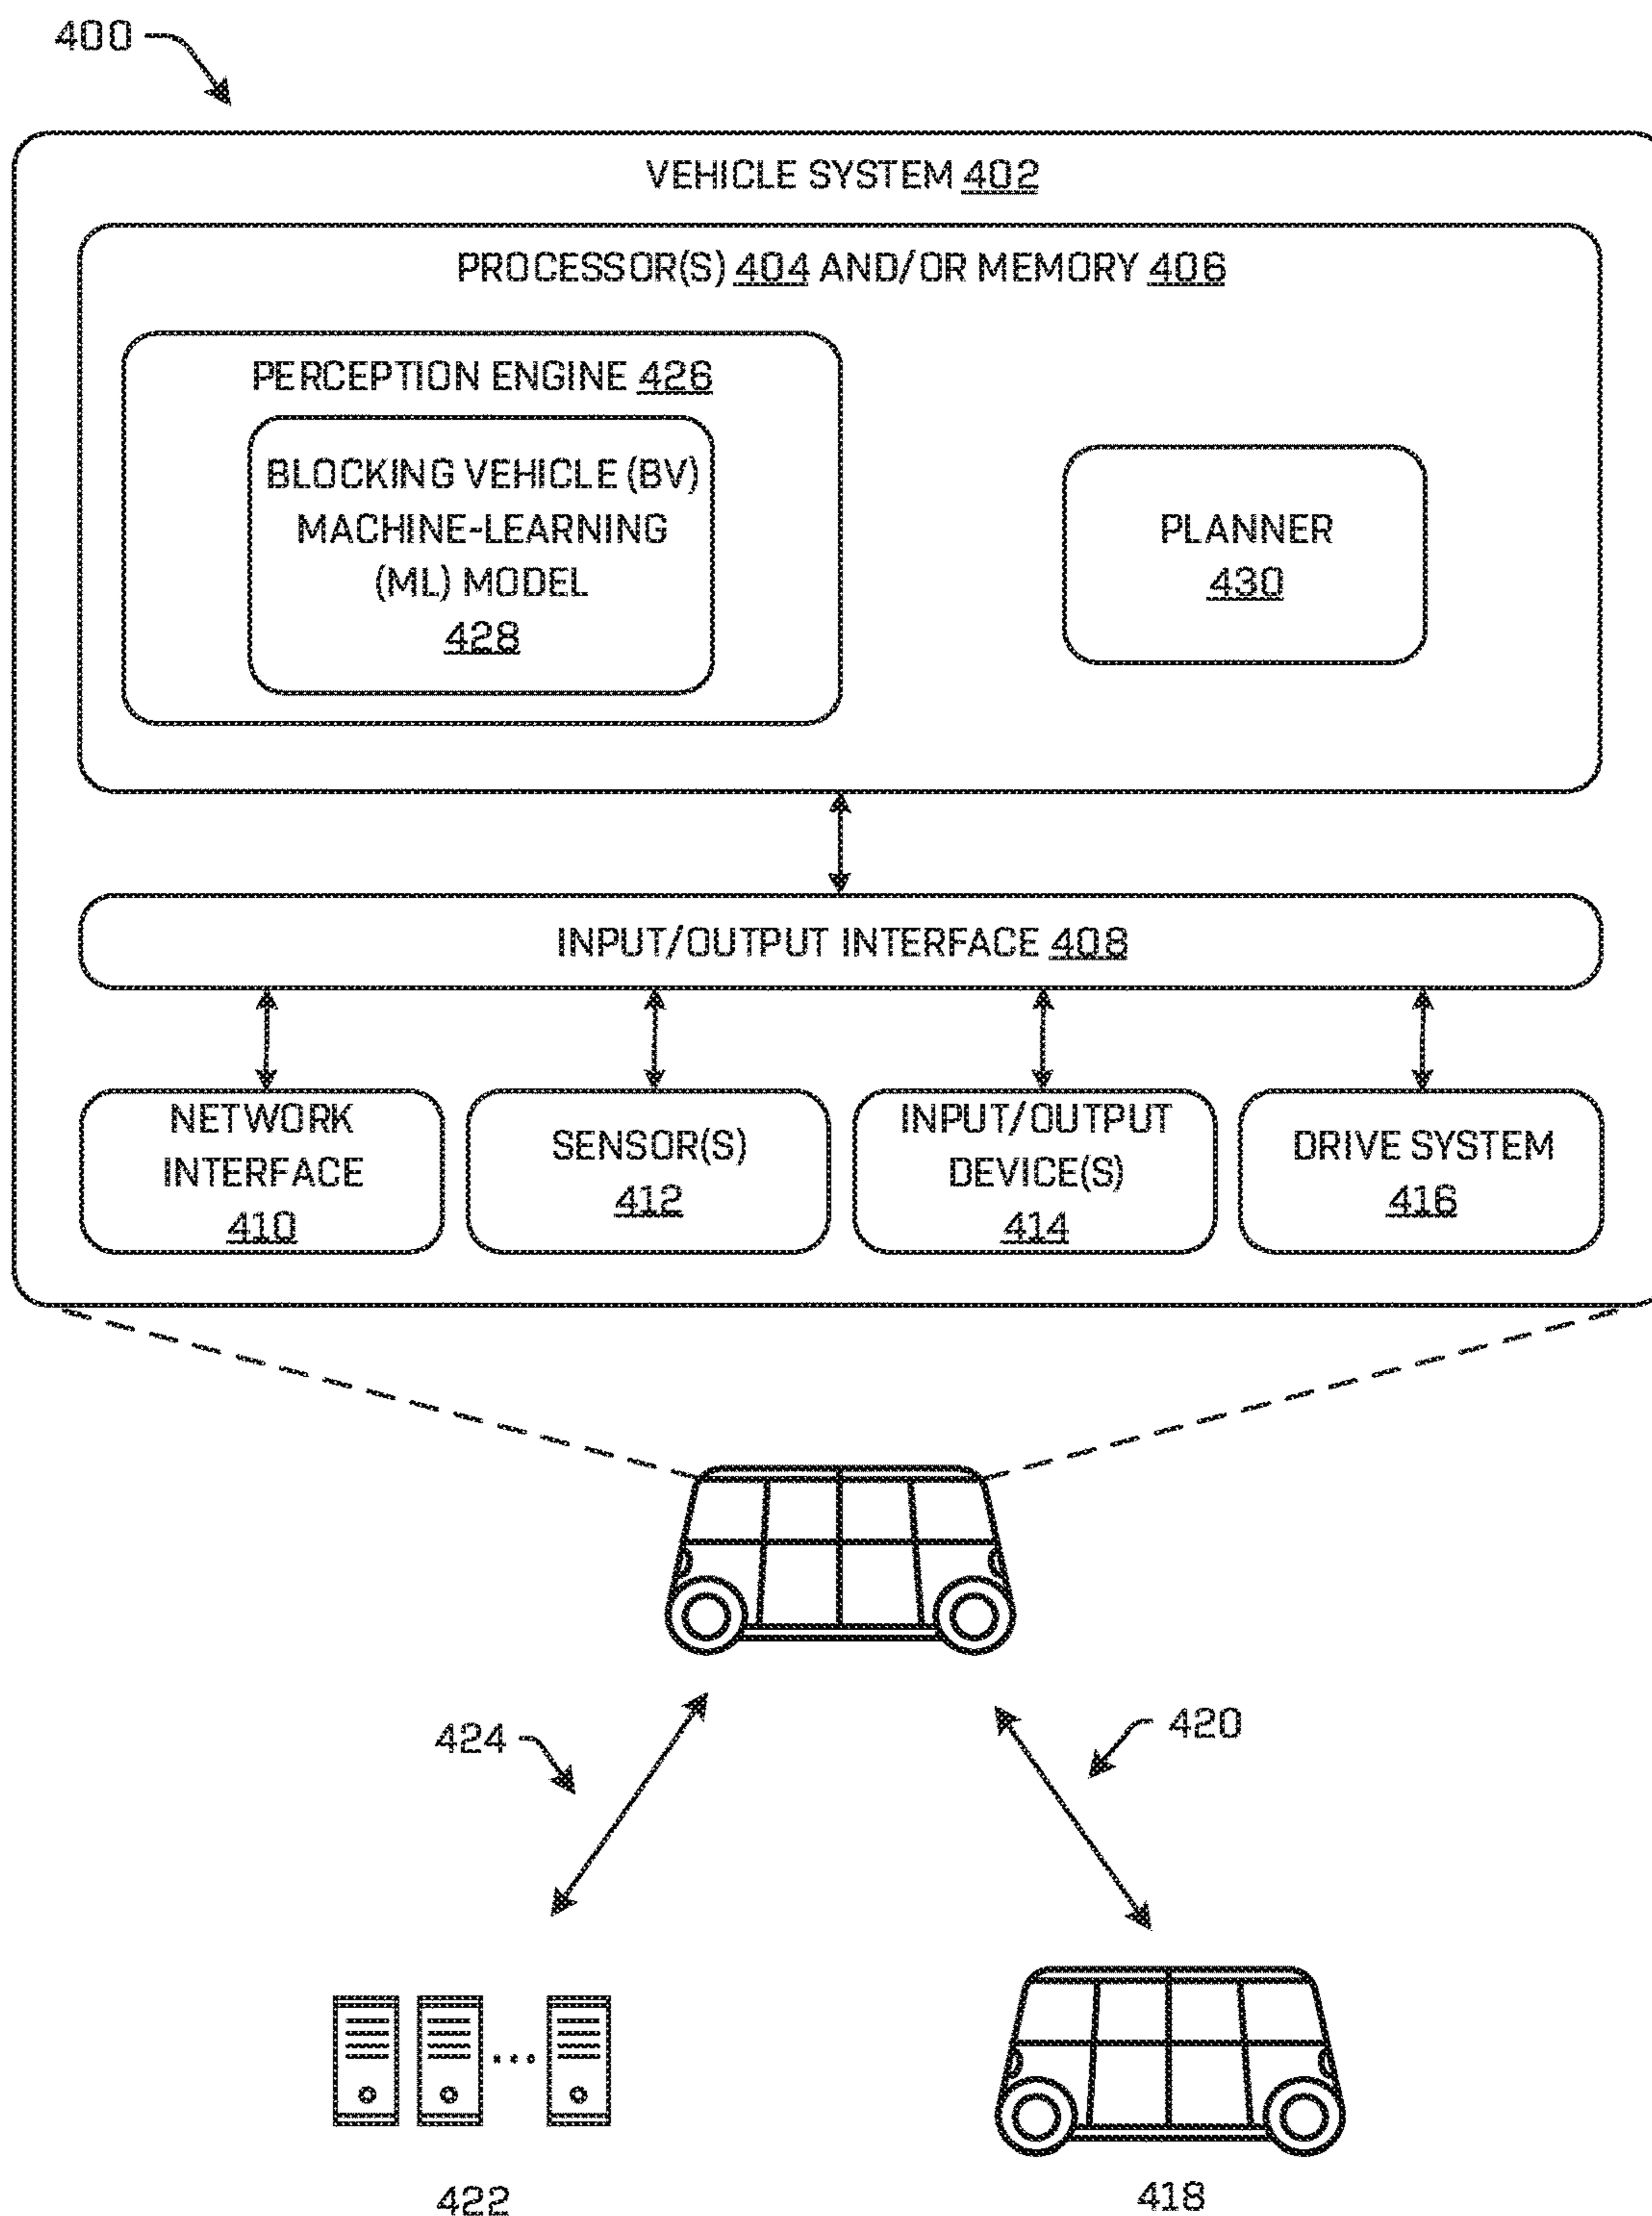 400
VEHICLE SYSTEM 402
PROCESSOR(S) 404 AND/OR MEMORY 406
PERCEPTION ENGINE 426
BLOCKING VEHICLE (BV)
MACHINE-LEARNING
(ML) MODEL
428
PLANNER
430
INPUT/OUTPUT INTERFACE 408
NETWORK
INTERFACE
410
SENSOR(S)
412
INPUT/OUTPUT
DEVICE(S)
414
DRIVE SYSTEM
416
424
420
422
418